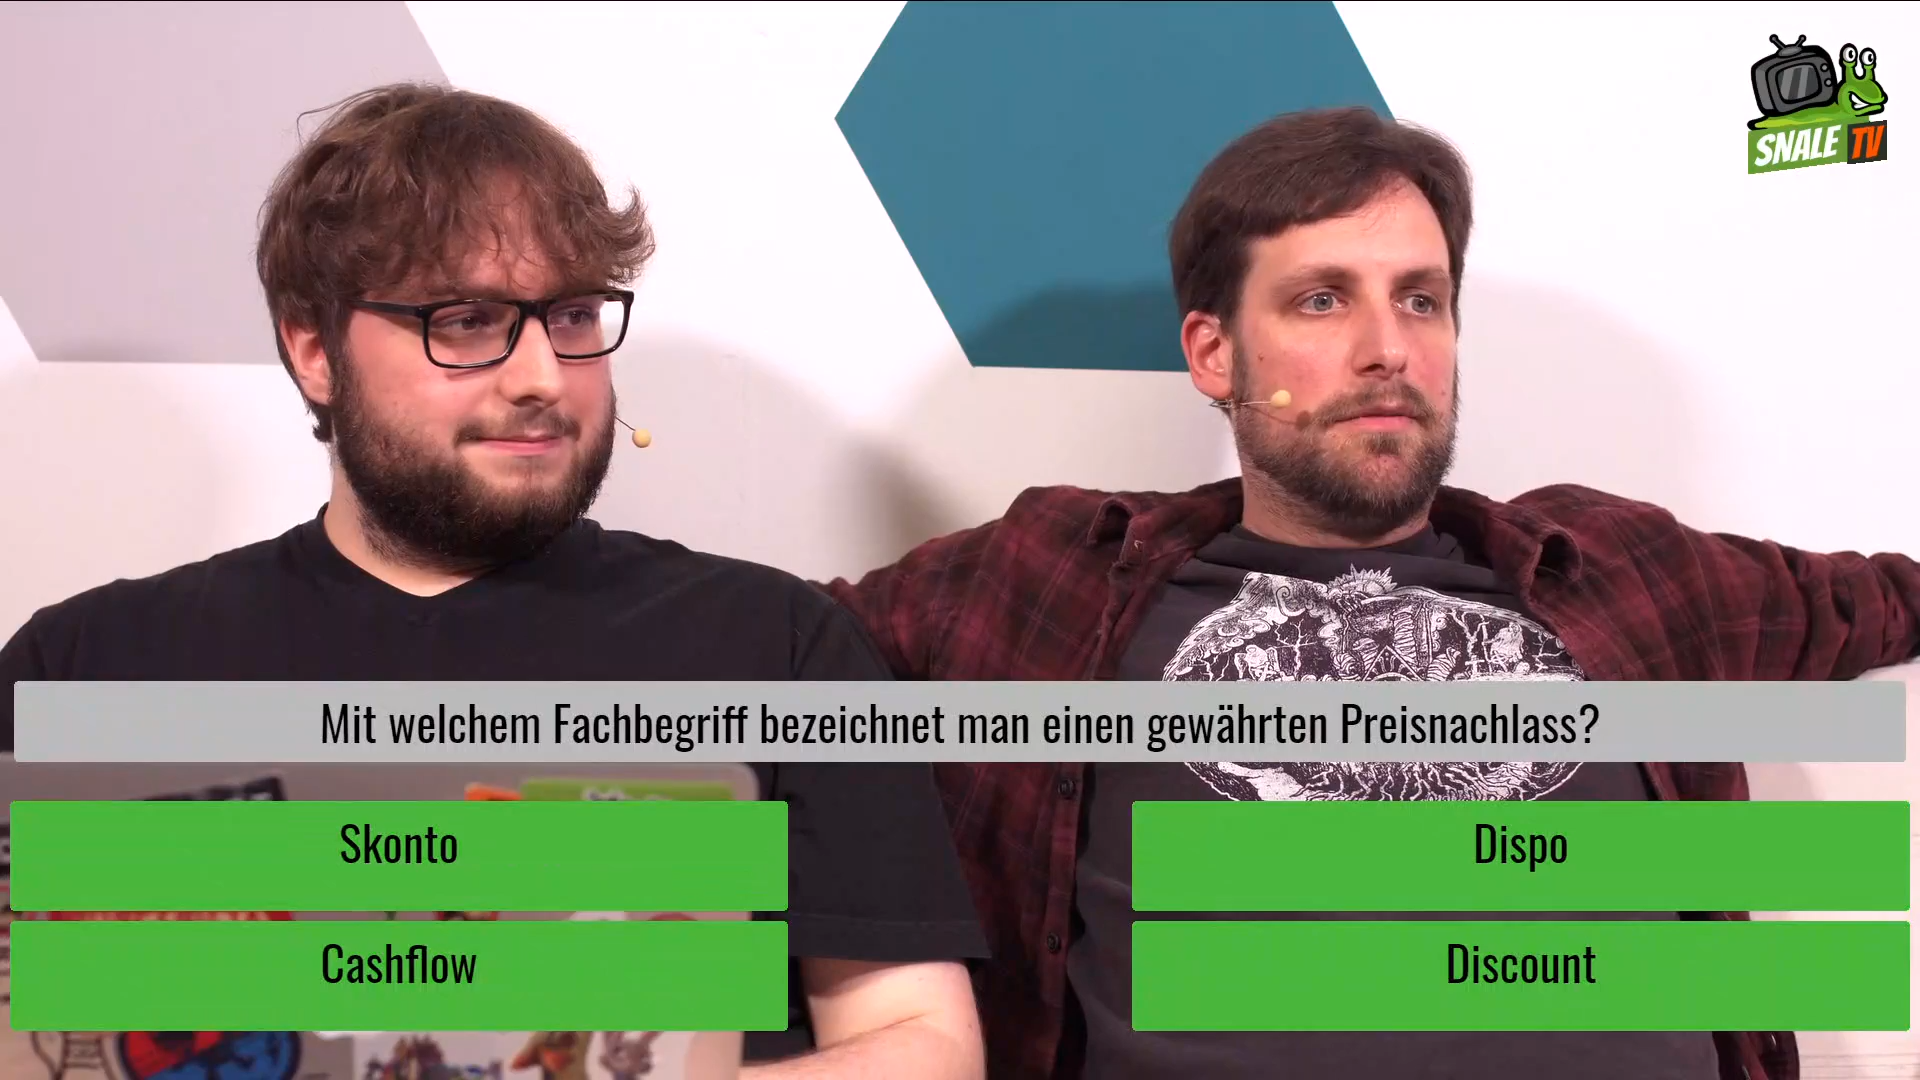 SNALE TV
Mit welchem Fachbegriff bezeichnet man einen gewährten Preisnachlass?
Skonto
Dispo
Cashflow
Discount